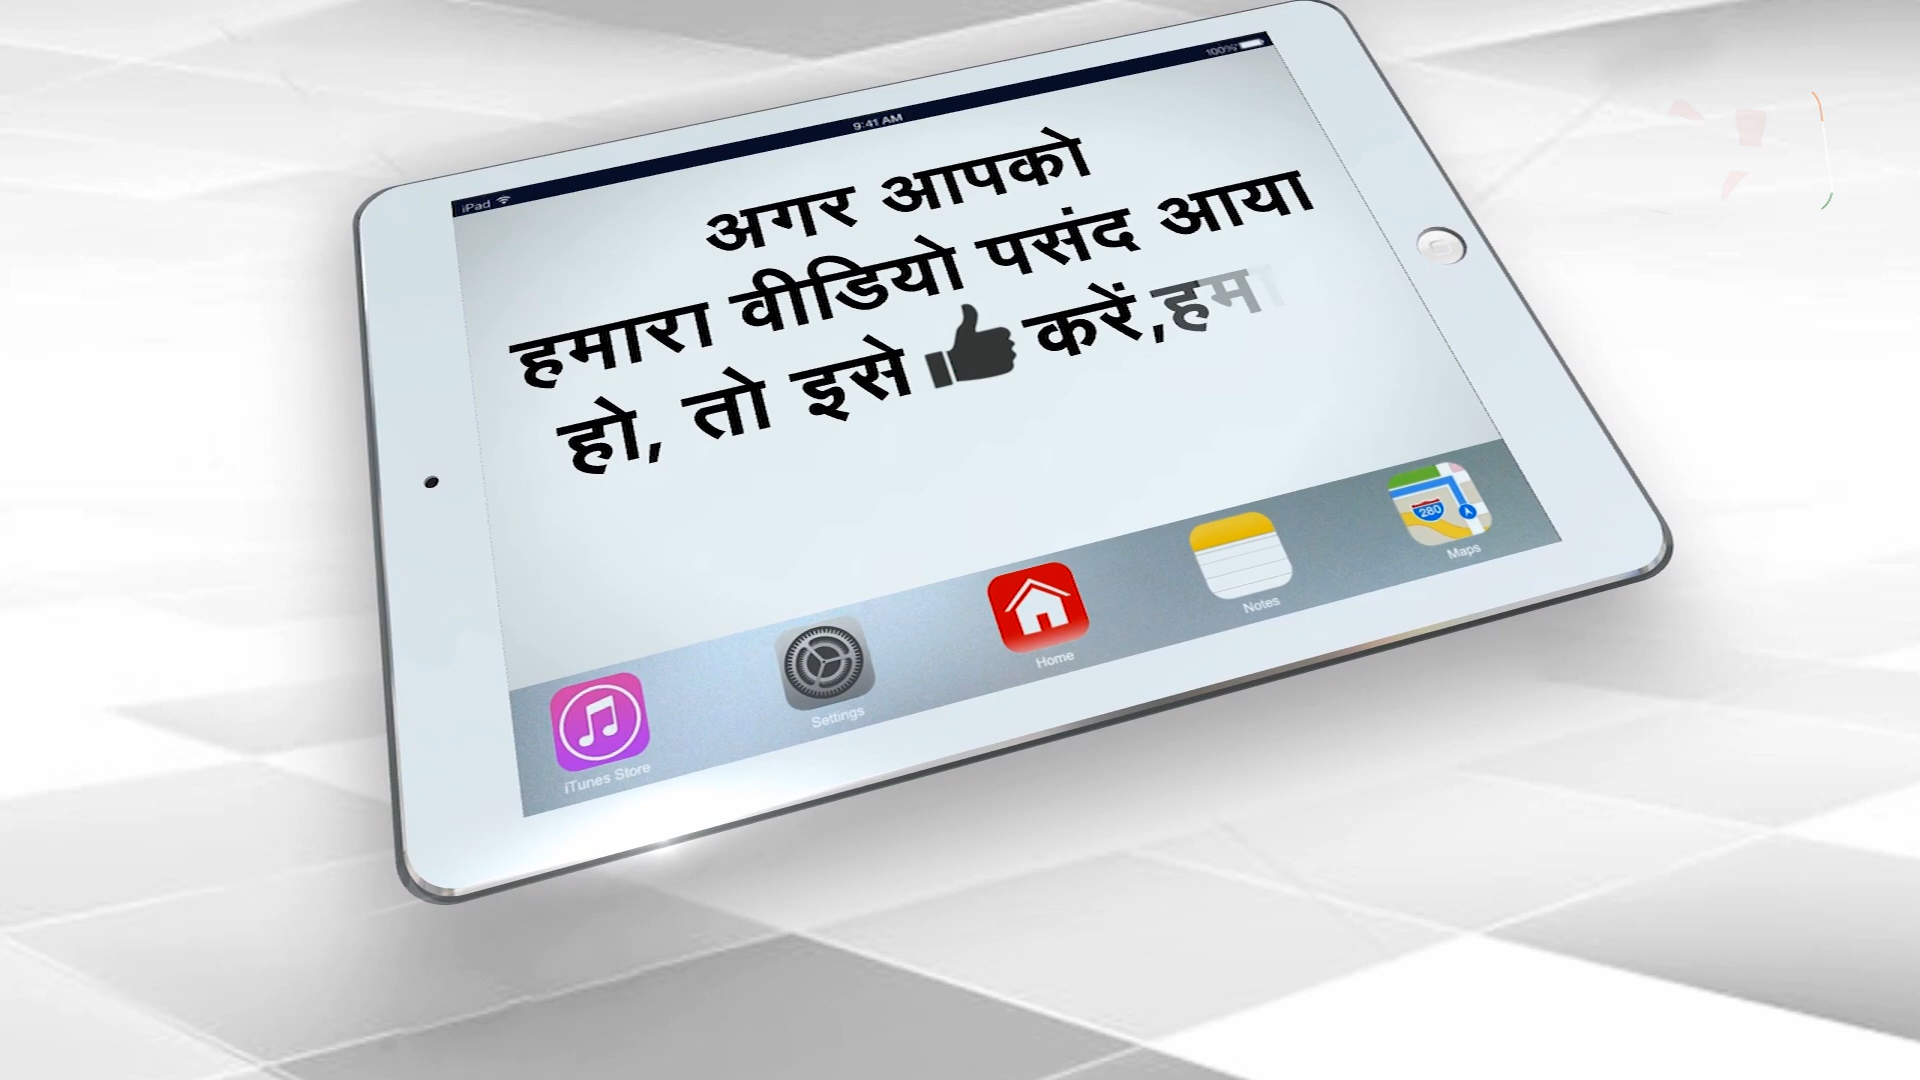 iPad
9:41 AM
100%
अगर आपको
हमारा वीडियो पसंद आया
हो, तो इसे करें,हमा
iTunes Store
Settings
Home
Notes
280
Maps